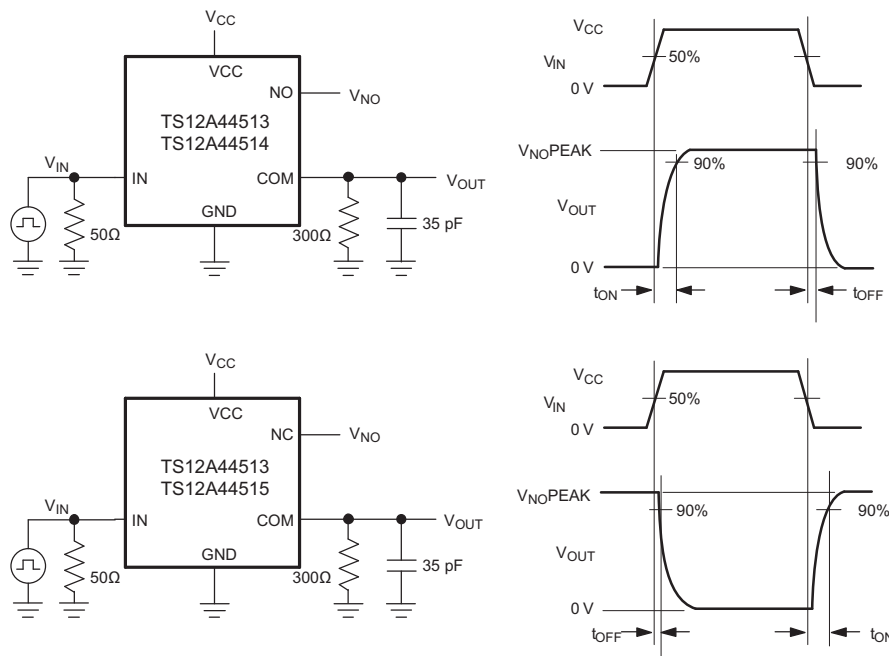 VCC
VCC
NO
VNO
TS12A44513
TS12A44514
VIN
IN
COM
VOUT
GND
50Ω
300Ω
35 pF
VCC
VIN
50%
0 V
VNOPEAK
90%
90%
VOUT
0 V
tON
tOFF
VCC
VCC
NC
VNO
TS12A44513
TS12A44515
VIN
IN
COM
VOUT
GND
50Ω
300Ω
35 pF
VCC
VIN
50%
0 V
VNOPEAK
90%
90%
VOUT
0 V
tOFF
tON